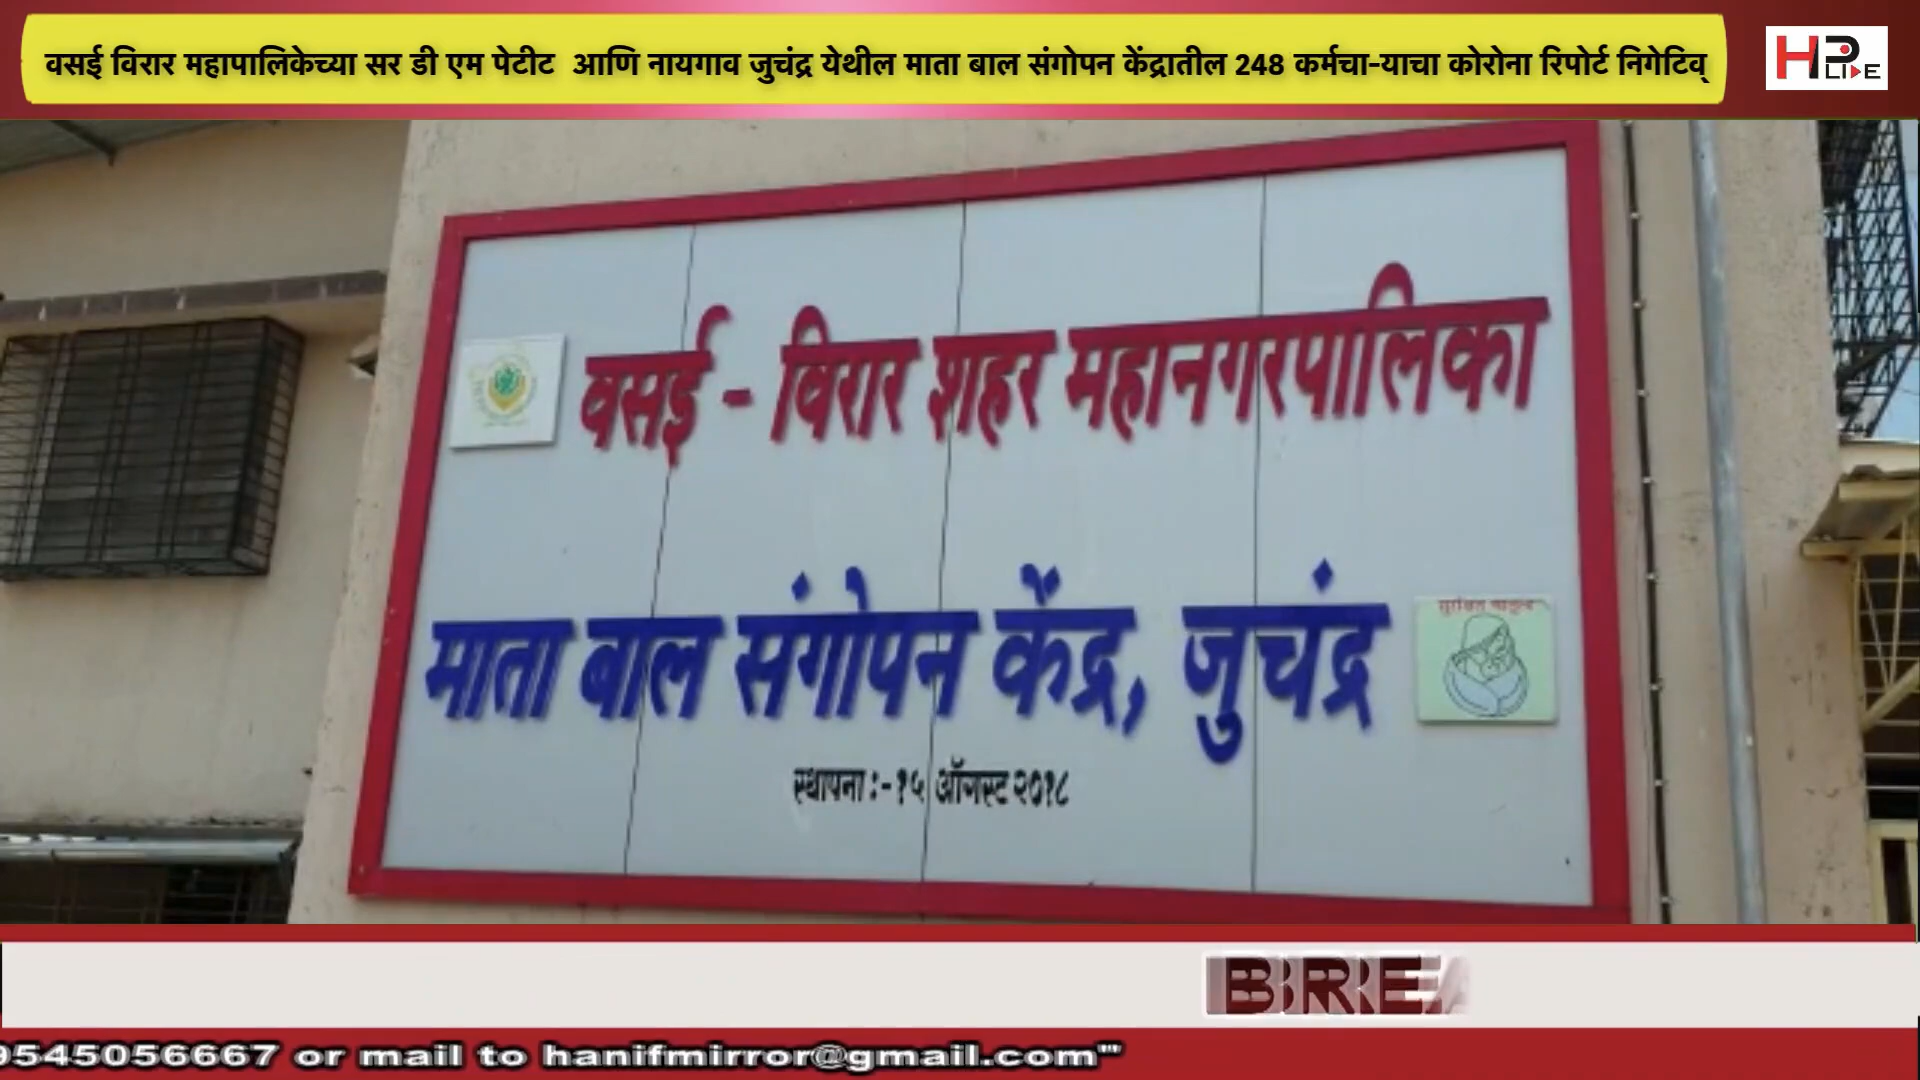 वसई विरार महापालिकेच्या सर डी एम पेटीट आणि नायगाव जुचंद्र येथील माता बाल संगोपन केंद्रातील 248 कर्मचा-याचा कोरोना रिपोर्ट निगेटिव्
HP LIVE
वसई - विरार शहर महानगरपालिका
माता बाल संगोपन केंद्र, जुचंद्र
सुरक्षित मातृत्व
स्थापना :- १५ ऑगस्ट २०१८
BREA
9545056667 or mail to hanifmirror@gmail.com"